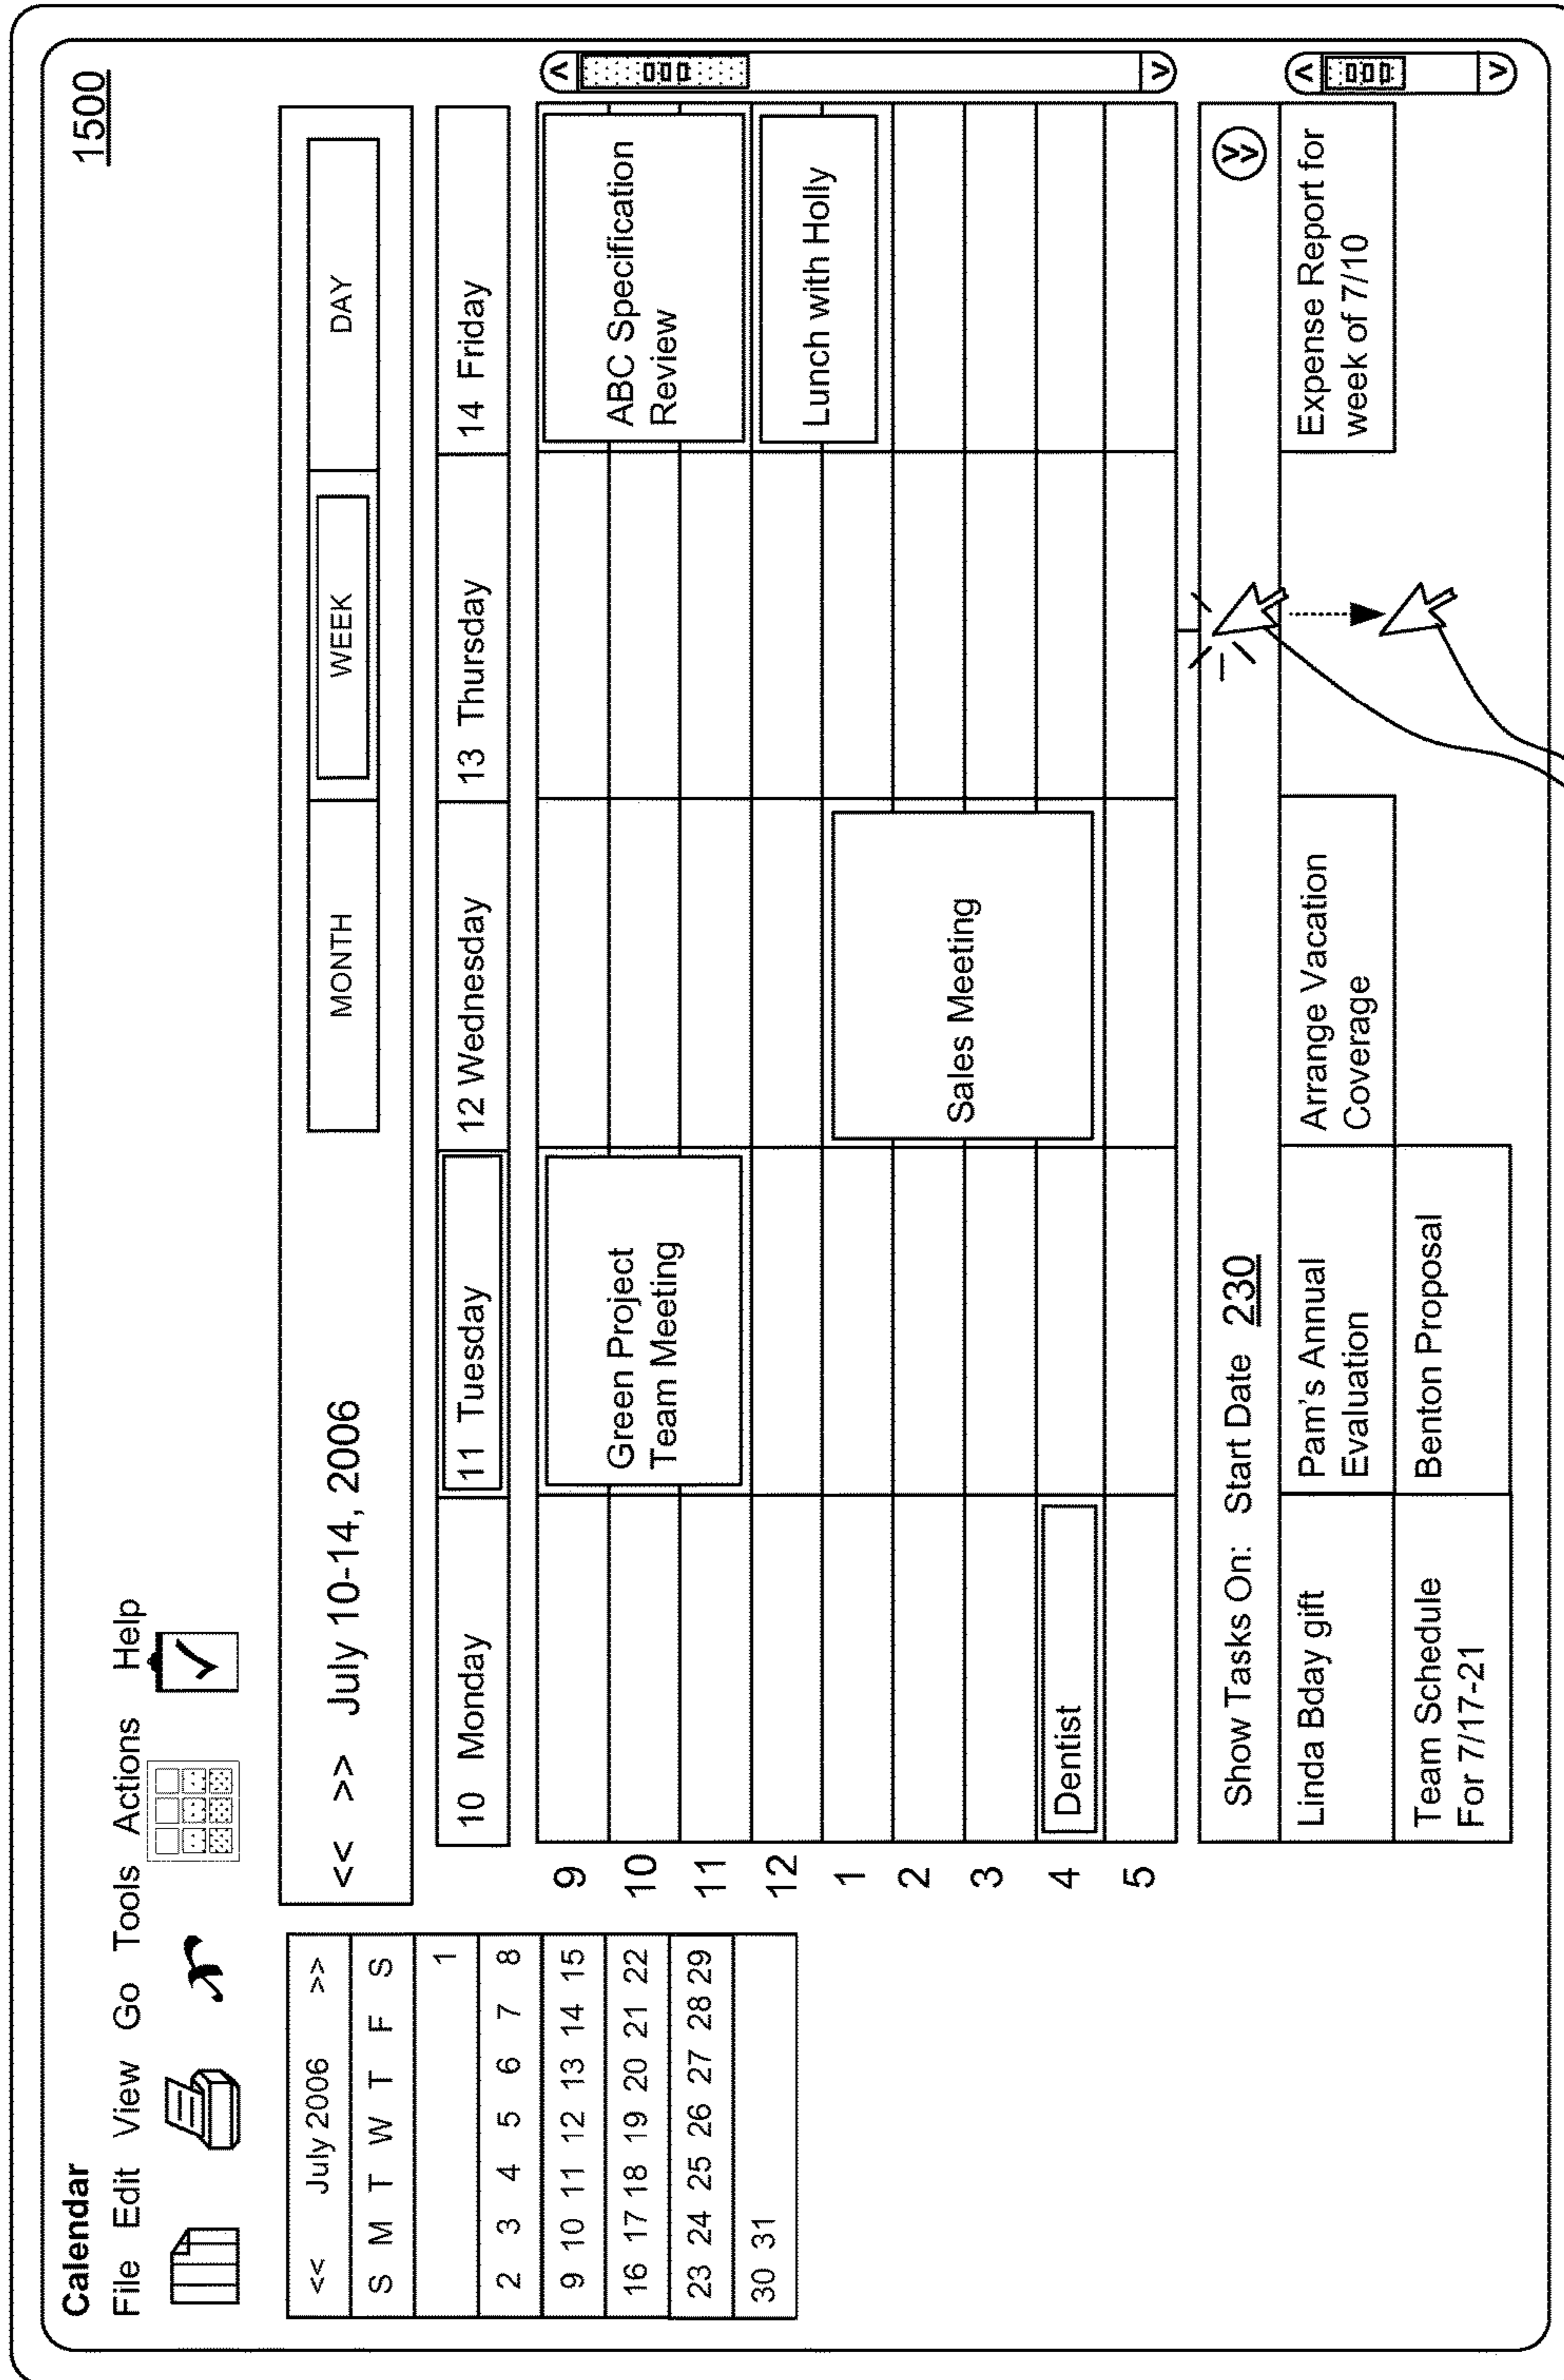 1500
Calendar
File Edit View Go Tools Actions Help
<< July 2006 >>
S M T W T F S
1
2 3 4 5 6 7 8
9 10 11 12 13 14 15
16 17 18 19 20 21 22
23 24 25 26 27 28 29
30 31
<< >> July 10-14, 2006
MONTH WEEK DAY
10 Monday 11 Tuesday 12 Wednesday 13 Thursday 14 Friday
9
10
11
12
1
2
3
4
5
Green Project
Team Meeting
ABC Specification
Review
Lunch with Holly
Sales Meeting
Dentist
Show Tasks On: Start Date 230
Linda Bday gift
Pam's Annual
Evaluation
Arrange Vacation
Coverage
Expense Report for
week of 7/10
Team Schedule
For 7/17-21
Benton Proposal